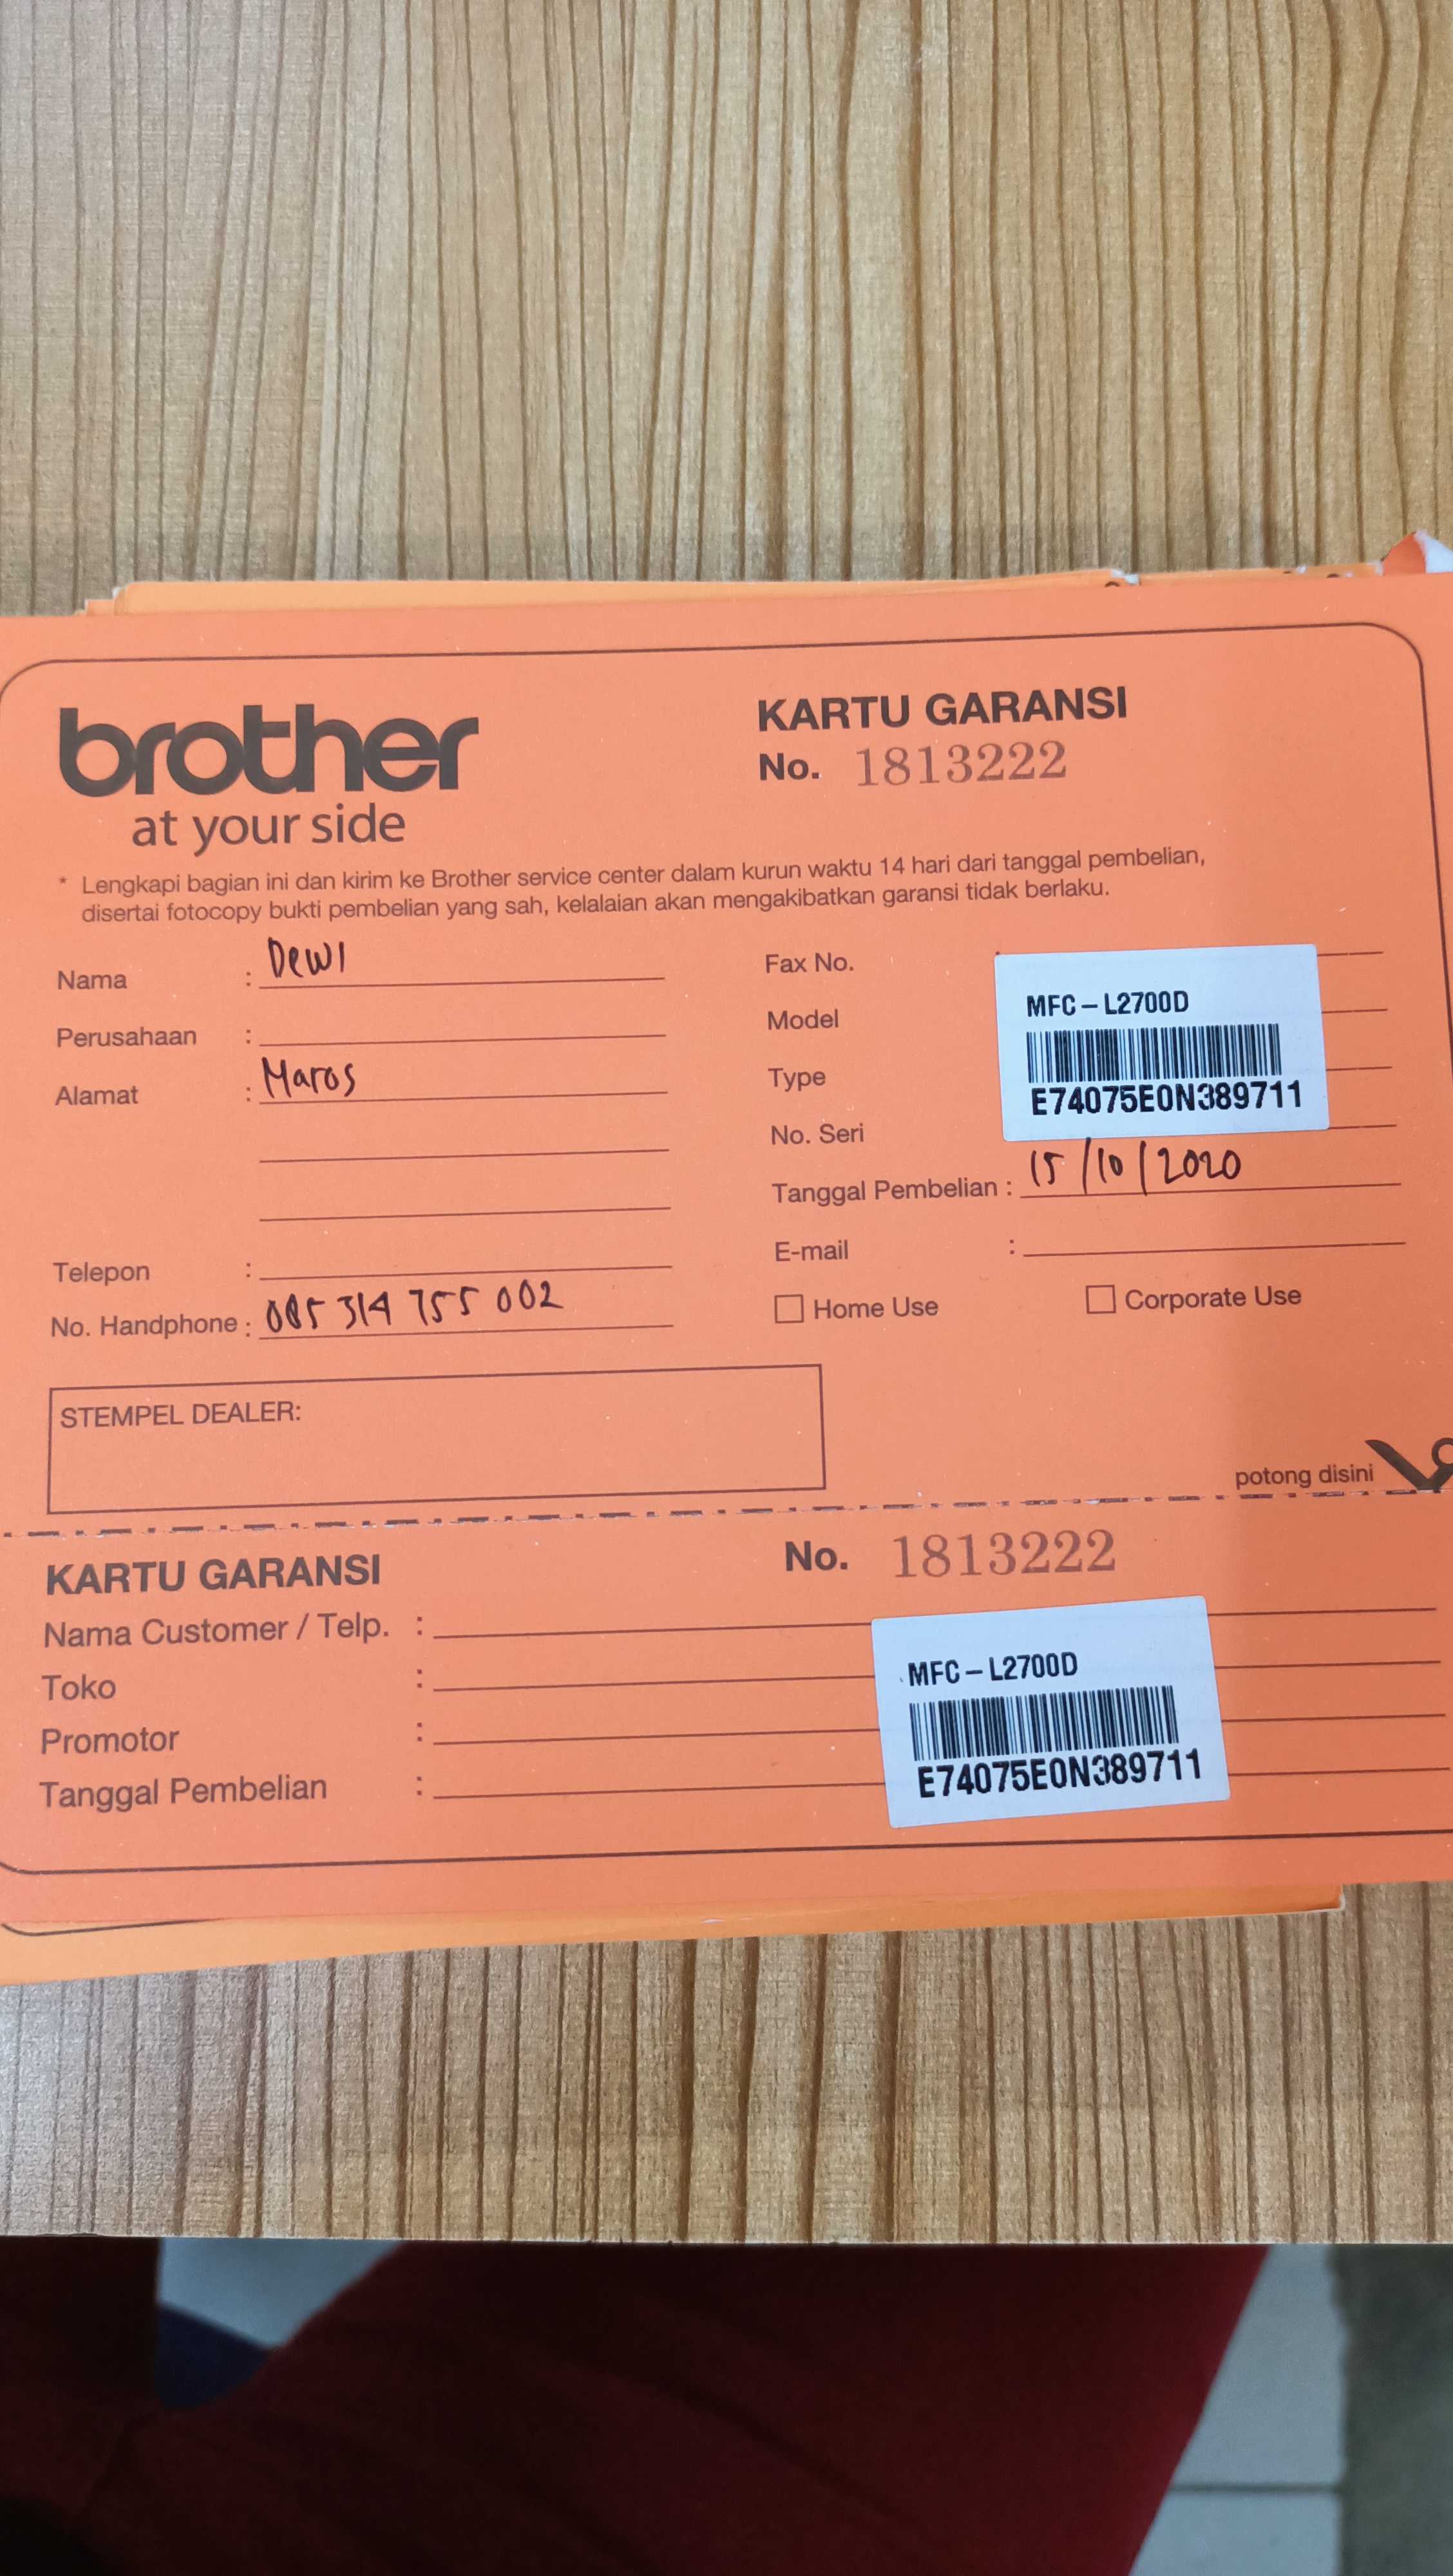 brother
at your side
KARTU GARANSI
No. 1813222
* Lengkapi bagian ini dan kirim ke Brother service center dalam kurun waktu 14 hari dari tanggal pembelian,
disertai fotocopy bukti pembelian yang sah, kelalaian akan mengakibatkan garansi tidak berlaku.
Nama : Dewi
Perusahaan :
Alamat : Maros
Telepon :
No. Handphone : 085 314 755 002
Fax No.
Model
Type
No. Seri
MFC-L2700D
E74075E0N389711
Tanggal Pembelian : 15/10/2020
E-mail :
Home Use
Corporate Use
STEMPEL DEALER:
potong disini
KARTU GARANSI
No. 1813222
Nama Customer / Telp. :
Toko :
Promotor :
Tanggal Pembelian :
MFC-L2700D
E74075E0N389711